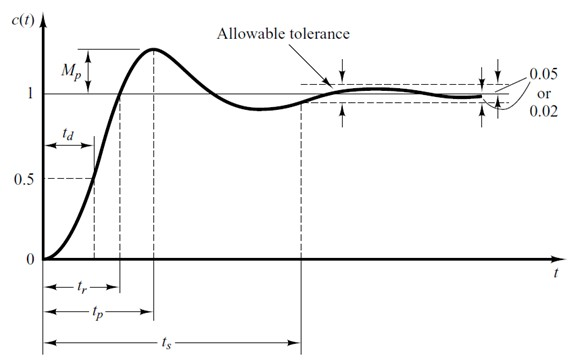 c(t)
Allowable tolerance
M_p
0.05
or
0.02
1
t_d
0.5
0
t
t_r
t_p
t_s